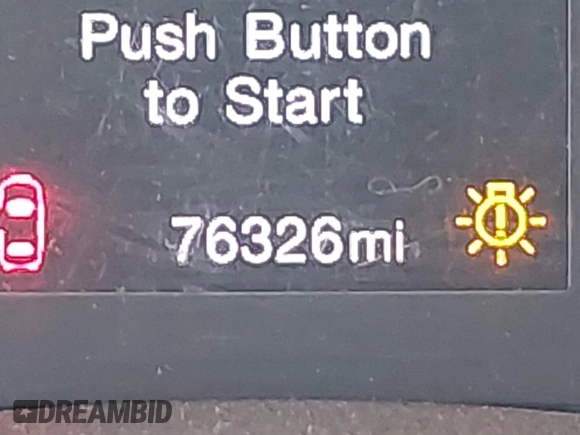 Push Button
to Start
76326mi
DREAMBID